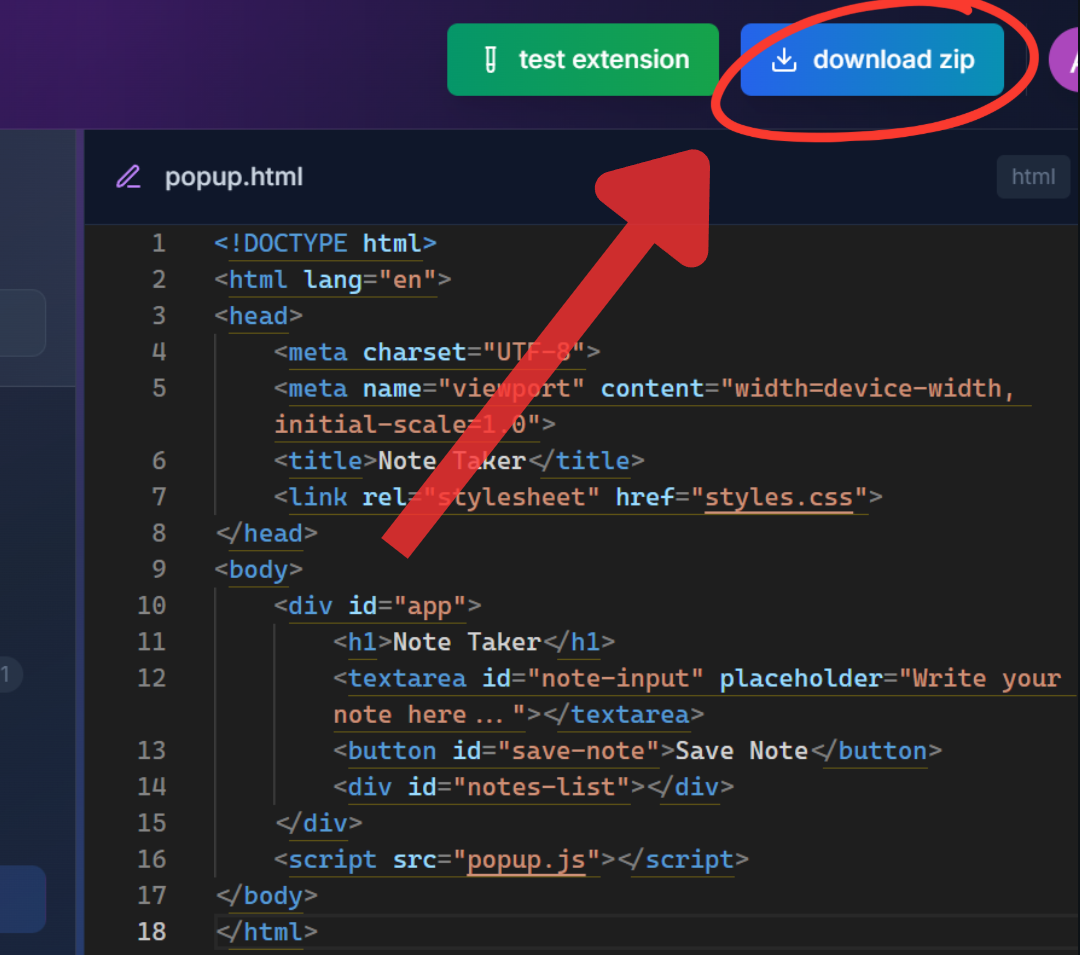 test extension
download zip
popup.html
html
1 <!DOCTYPE html>
2 <html lang="en">
3 <head>
4 <meta charset="UTF-8">
5 <meta name="viewport" content="width=device-width,
initial-scale=1.0">
6 <title>Note Taker</title>
7 <link rel="stylesheet" href="styles.css">
8 </head>
9 <body>
10 <div id="app">
11 <h1>Note Taker</h1>
12 <textarea id="note-input" placeholder="Write your
note here..."></textarea>
13 <button id="save-note">Save Note</button>
14 <div id="notes-list"></div>
15 </div>
16 <script src="popup.js"></script>
17 </body>
18 </html>
1